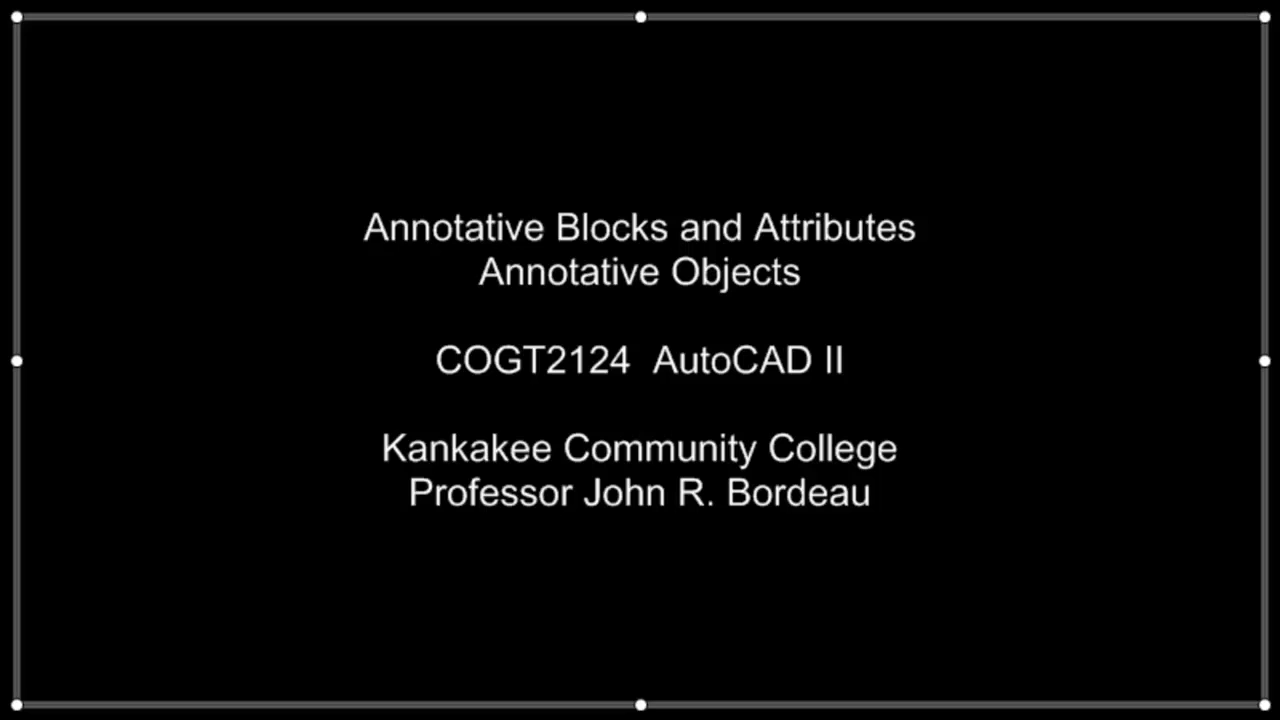 Annotative Blocks and Attributes
Annotative Objects
COGT2124 AutoCAD II
Kankakee Community College
Professor John R. Bordeau